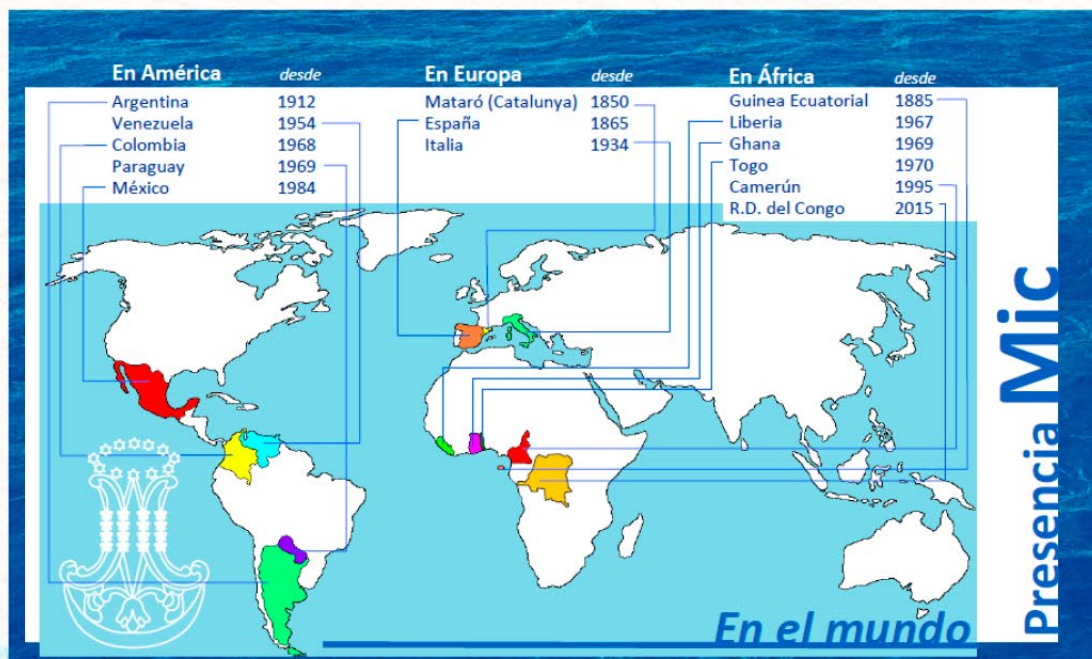 En América desde
Argentina 1912
Venezuela 1954
Colombia 1968
Paraguay 1969
México 1984
En Europa desde
Mataró (Catalunya) 1850
España 1865
Italia 1934
En África desde
Guinea Ecuatorial 1885
Liberia 1967
Ghana 1969
Togo 1970
Camerún 1995
R.D. del Congo 2015
Presencia Mic
En el mundo